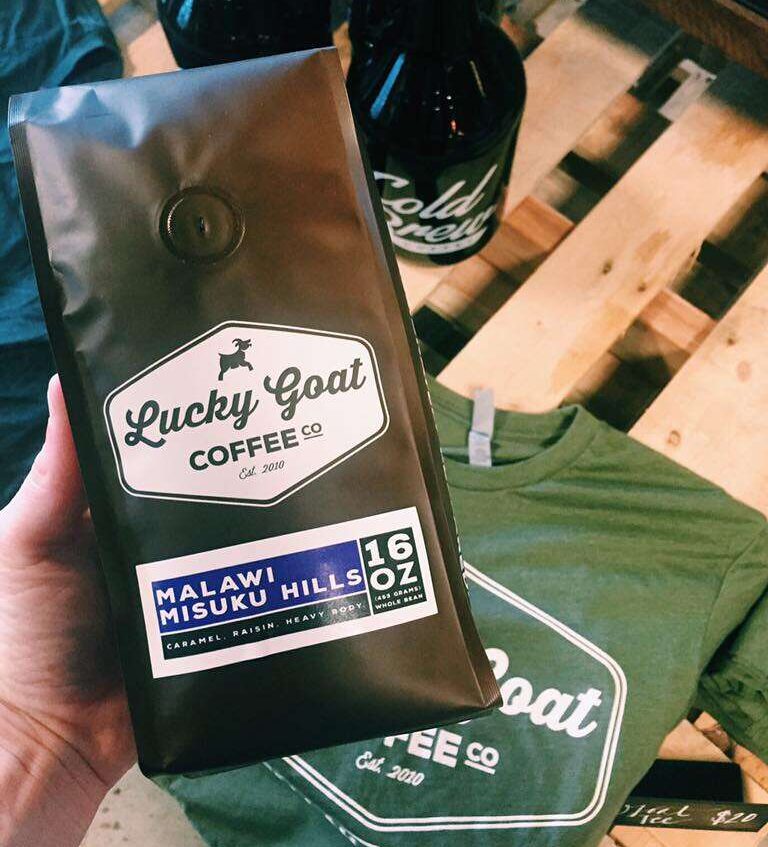 Cold
Brew
Lucky Goat
COFFEE CO
Est. 2010
MALAWI
MISUKU HILLS
16
OZ
(453 GRAMS)
WHOLE BEAN
CARAMEL. RAISIN. HEAVY BODY.
Goat
FEE CO
Est. 2010
Tee $20